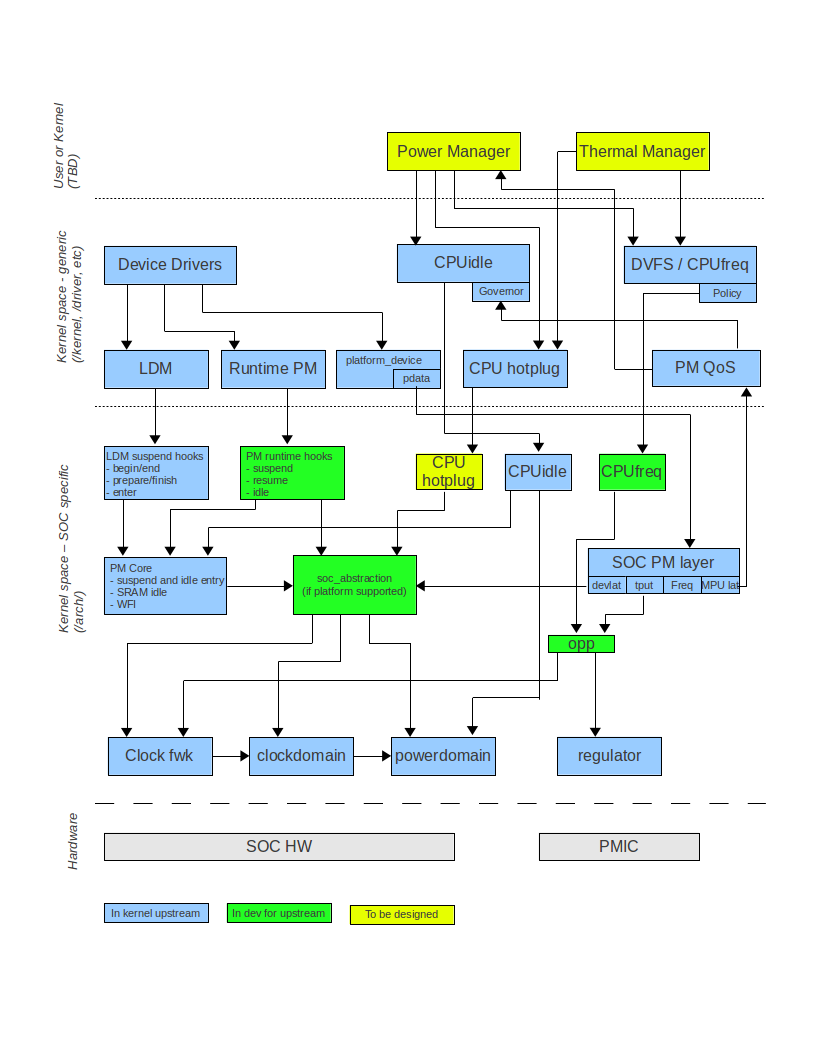 User or Kernel
(TBD)
Power Manager
Thermal Manager
Kernel space - generic
(/kernel, /driver, etc)
Device Drivers
CPUidle
Governor
DVFS / CPUfreq
Policy
LDM
Runtime PM
platform_device
pdata
CPU hotplug
PM QoS
Kernel space – SOC specific
(/arch/)
LDM suspend hooks
- begin/end
- prepare/finish
- enter
PM runtime hooks
- suspend
- resume
- idle
CPU
hotplug
CPUidle
CPUfreq
PM Core
- suspend and idle entry
- SRAM idle
- WFI
soc_abstraction
(if platform supported)
SOC PM layer
devlat
tput
Freq
MPU lat
opp
Clock fwk
clockdomain
powerdomain
regulator
Hardware
SOC HW
PMIC
In kernel upstream
In dev for upstream
To be designed